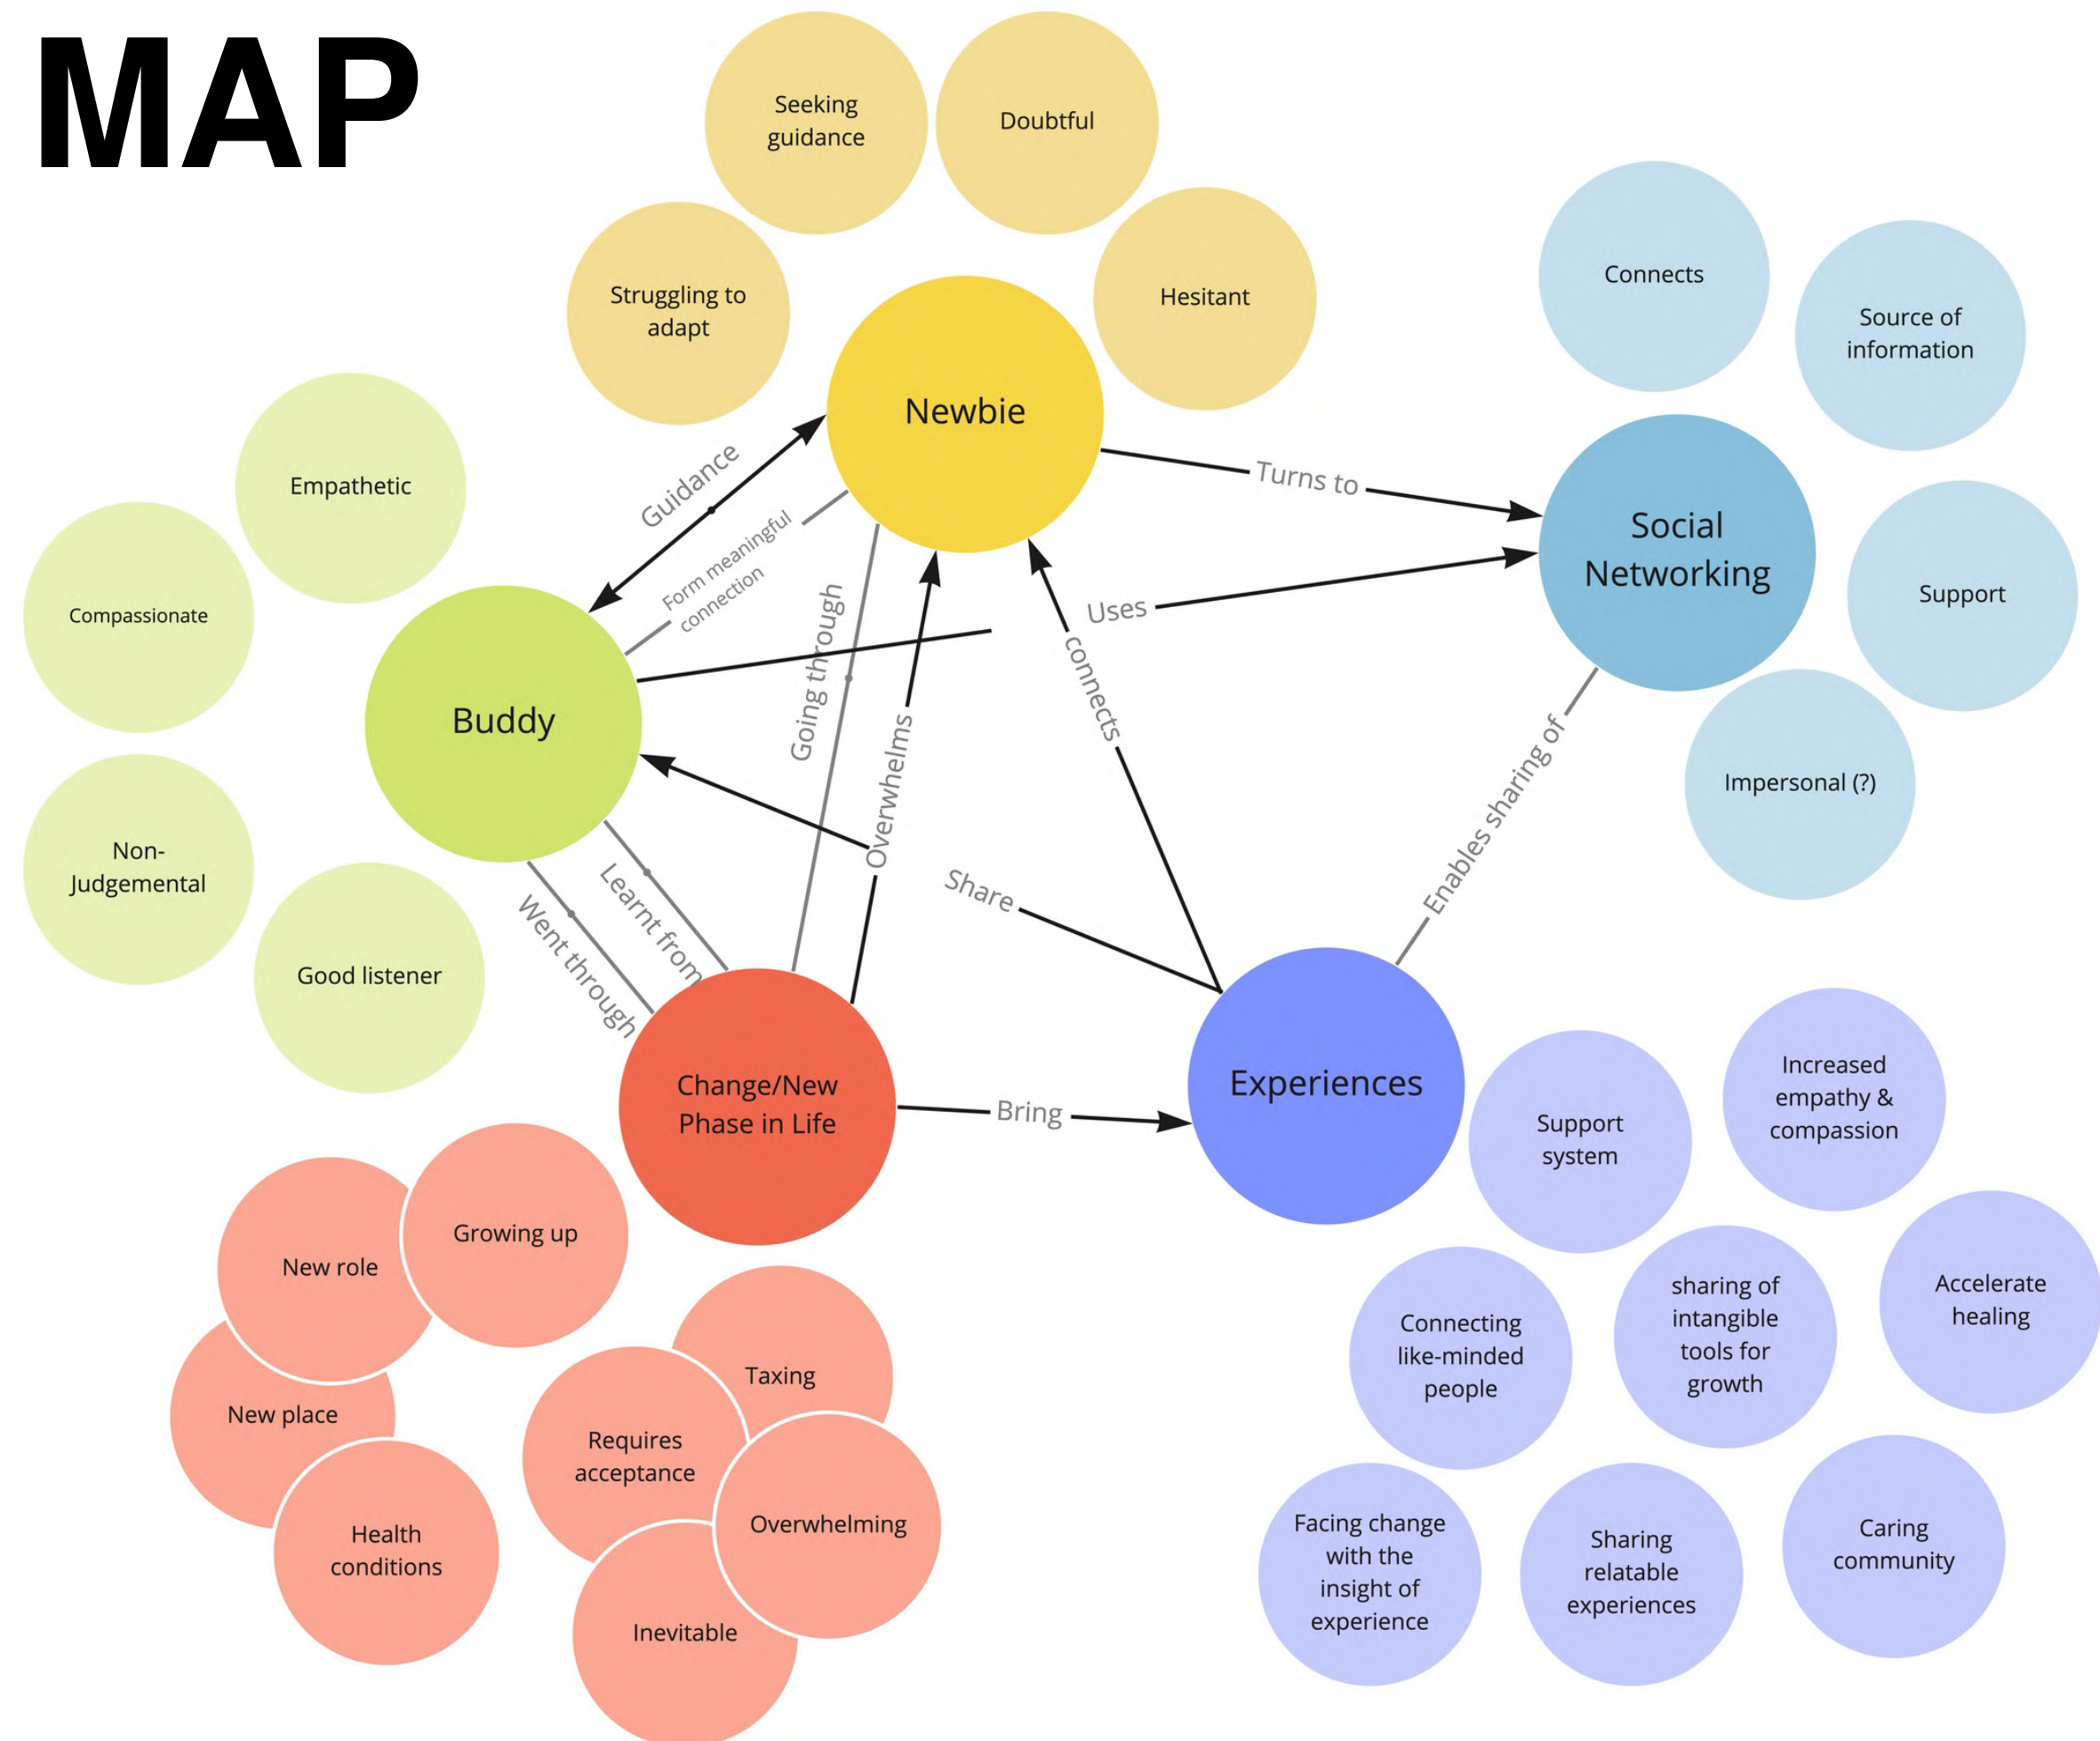 MAP
Seeking
guidance
Doubtful
Struggling to
adapt
Hesitant
Newbie
Connects
Source of
information
Social
Networking
Support
Impersonal (?)
Empathetic
Compassionate
Buddy
Non-
Judgemental
Good listener
Guidance
Form meaningful
connection
Going through
Overwhelms
Turns to
Uses
connects
Share
Enables sharing of
Learnt from
Went through
Change/New
Phase in Life
Bring
Experiences
New role
Growing up
New place
Health
conditions
Taxing
Requires
acceptance
Overwhelming
Inevitable
Support
system
Increased
empathy &
compassion
Connecting
like-minded
people
sharing of
intangible
tools for
growth
Accelerate
healing
Facing change
with the
insight of
experience
Sharing
relatable
experiences
Caring
community